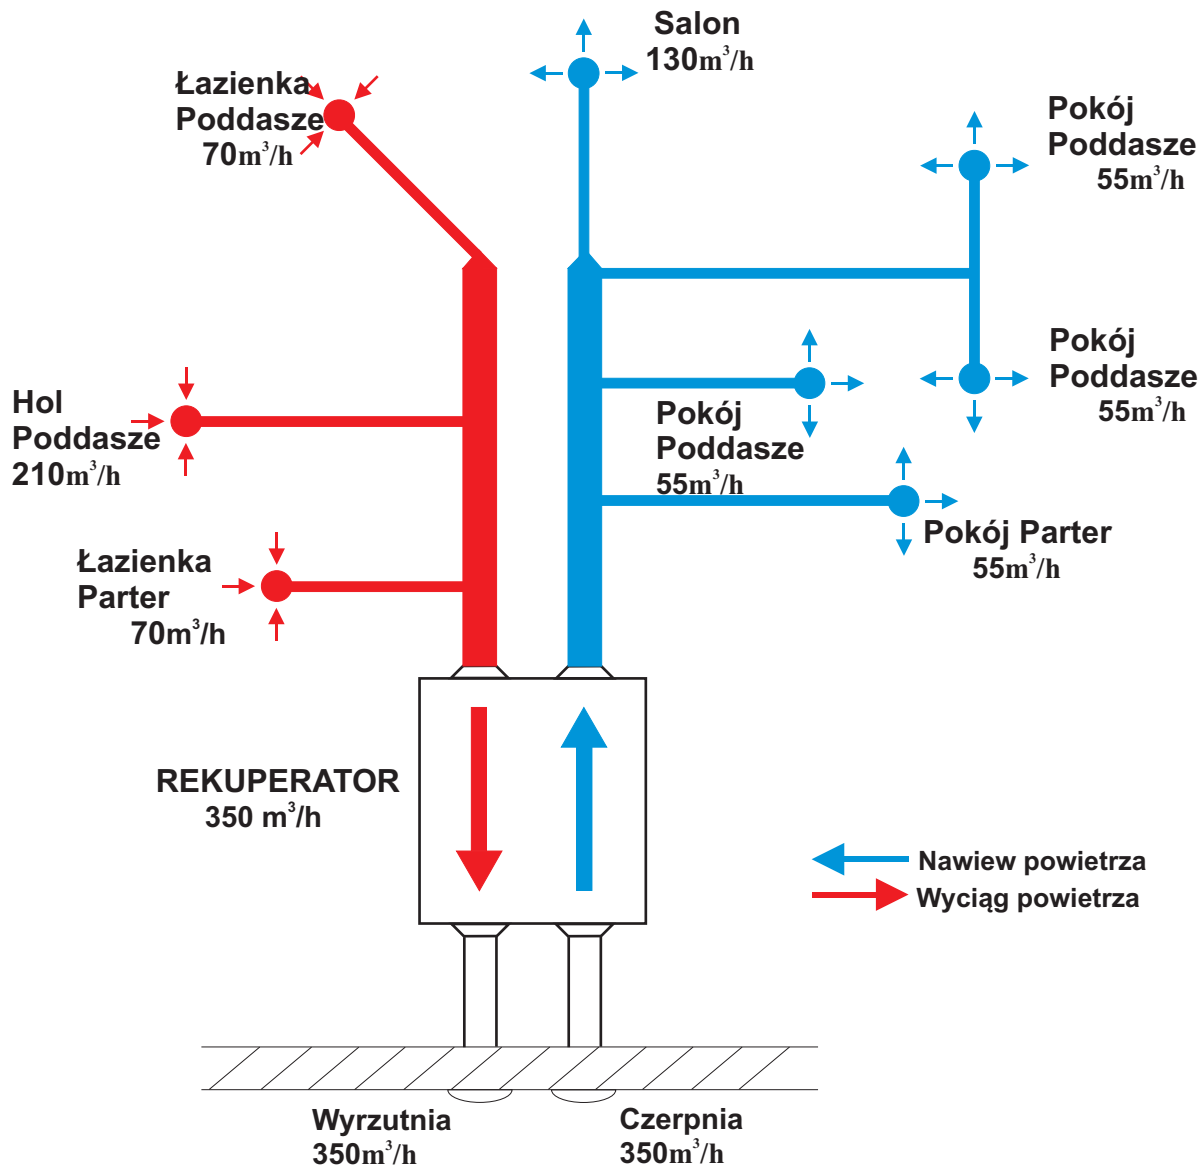 Salon
130m³/h
Łazienka
Poddasze
70m³/h
Pokój
Poddasze
55m³/h
Pokój
Poddasze
55m³/h
Hol
Poddasze
210m³/h
Pokój
Poddasze
55m³/h
Pokój Parter
55m³/h
Łazienka
Parter
70m³/h
REKUPERATOR
350 m³/h
Nawiew powietrza
Wyciąg powietrza
Wyrzutnia
350m³/h
Czerpnia
350m³/h